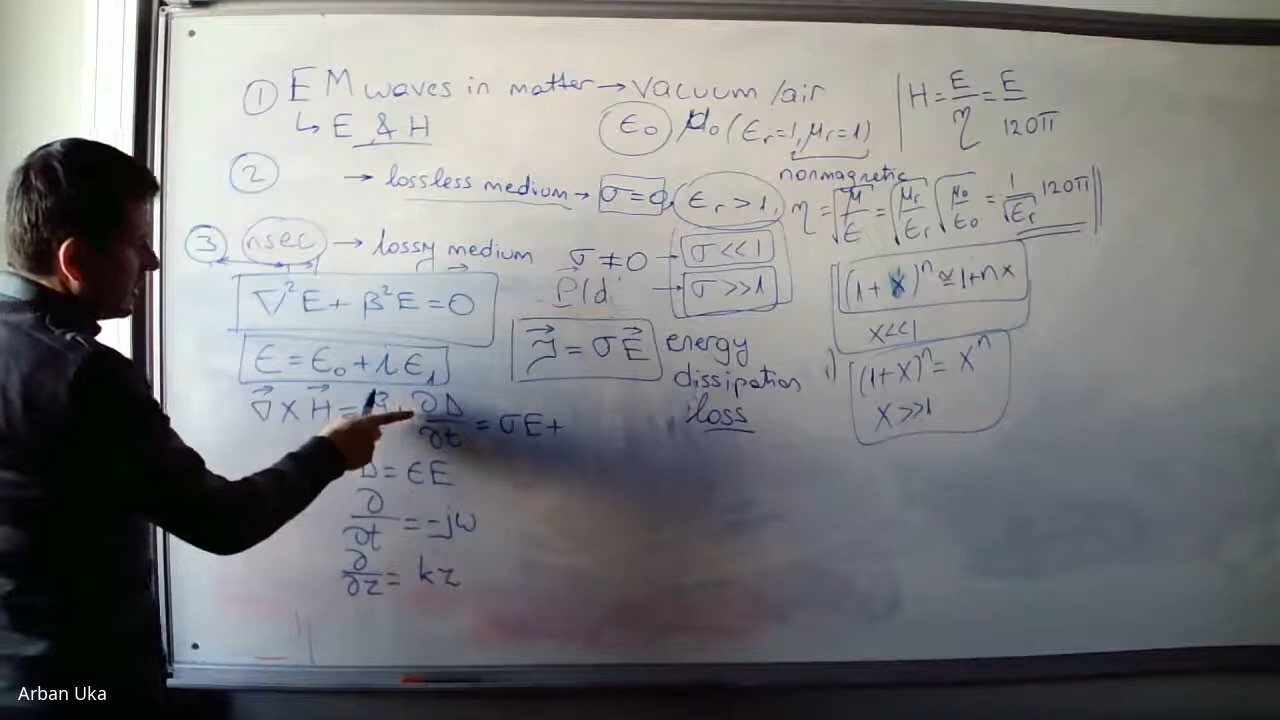 ① EM waves in matter → vacuum /air
↳ E & H
ε₀ μ₀ (εr=1, μr=1)
nonmagnetic
H = E/η = E/120π
② → lossless medium → σ=0, εr>1, η = √(μ/ε) = √(μr/εr) √(μ₀/ε₀) = 1/√εr 120π
③ nsec → lossy medium σ≠0 → σ<<1
→ σ>>1
∇²E + β²E = 0
(1+x)ⁿ ≅ 1+nx
x<<1
ε = ε₀ + iε₁
J⃗ = σE⃗ energy
dissipation
loss
(1+x)ⁿ = xⁿ
x>>1
∇⃗ × H⃗ = ∂D/∂t = σE+
D = εE
∂/∂t = -jω
∂/∂z = kz
Arban Uka